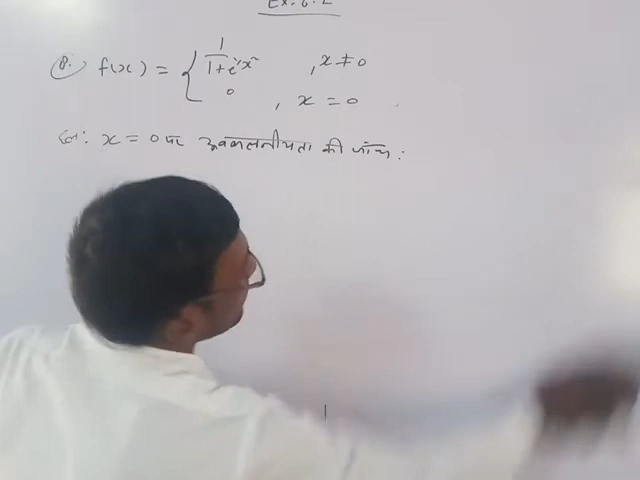 Ex. 6.2
8. f(x) = { 1/(1+e^(1/x)) , x ≠ 0
0 , x = 0
हल: x = 0 पर अवकलनीयता की जाँच :